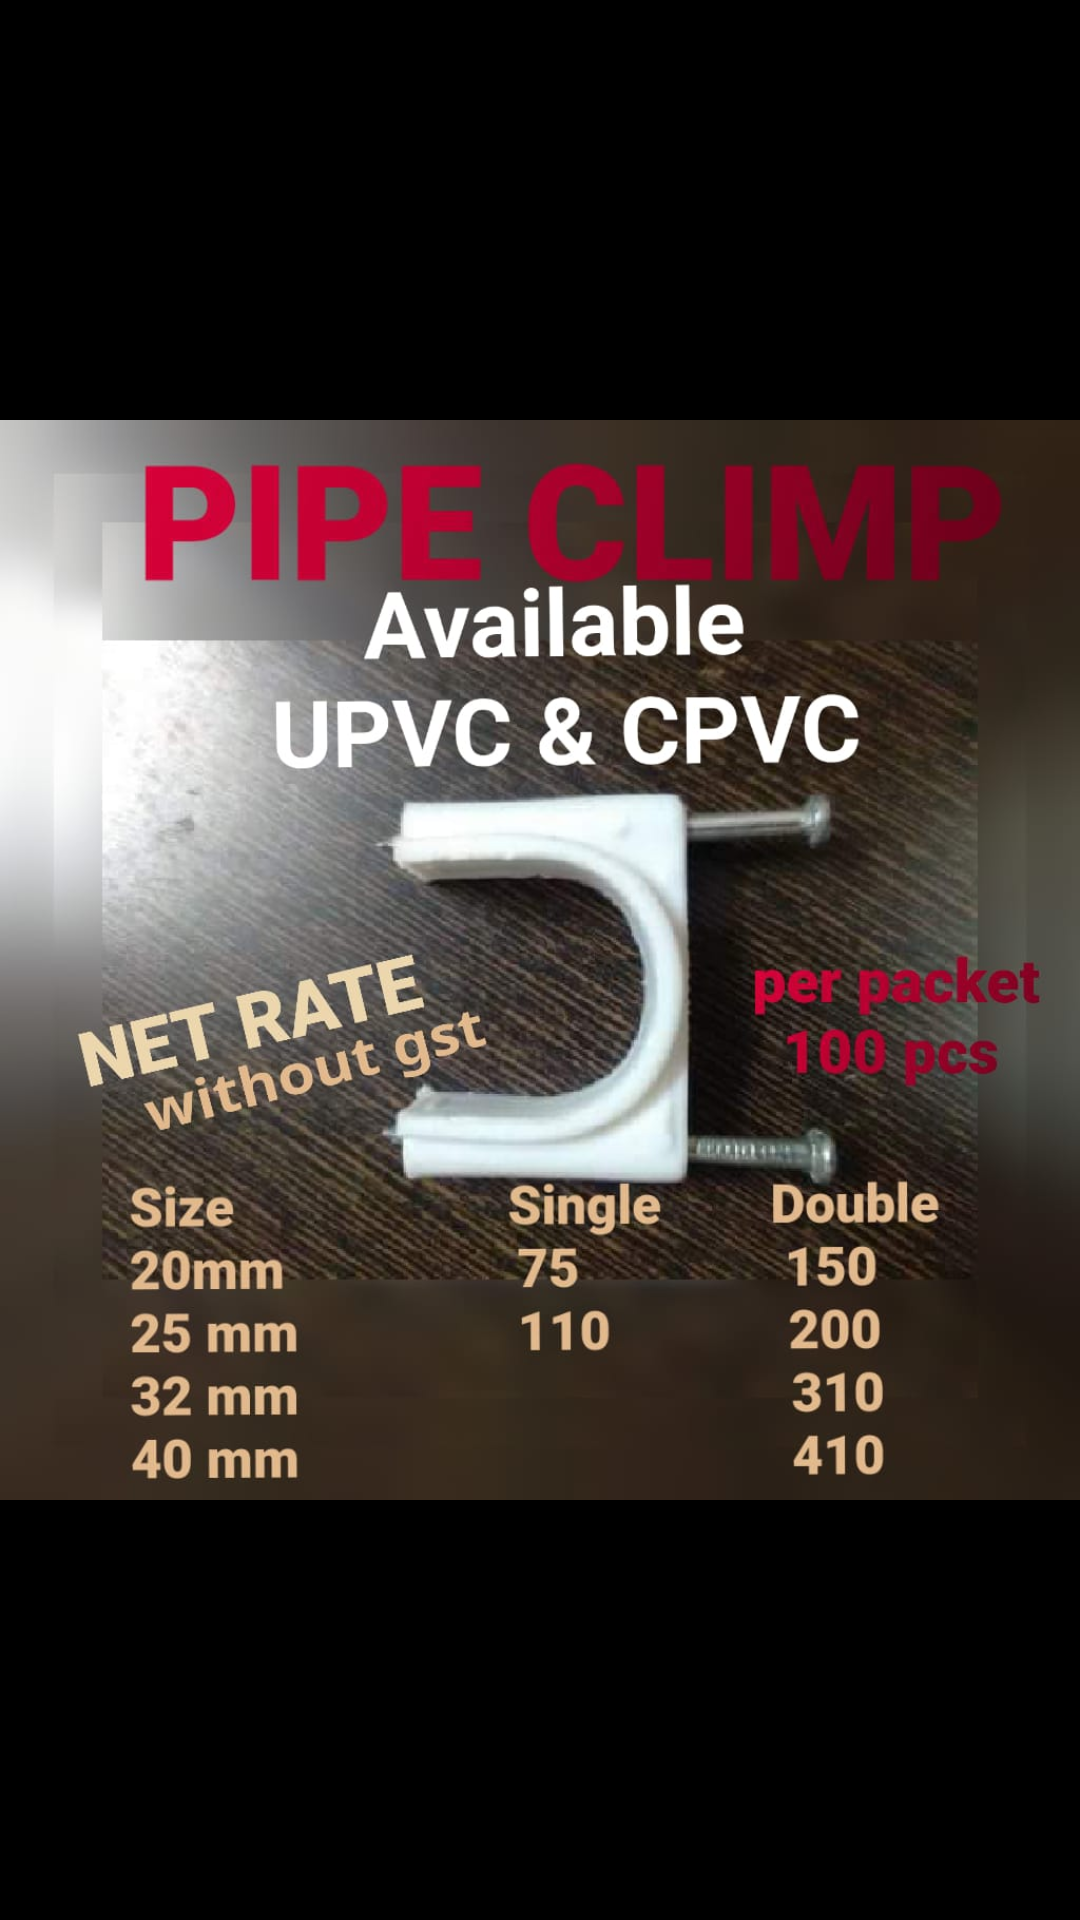 PIPE CLIMP
Available
UPVC & CPVC
NET RATE
without gst
per packet
100 pcs
Size Single Double
20mm 75 150
25 mm 110 200
32 mm 310
40 mm 410